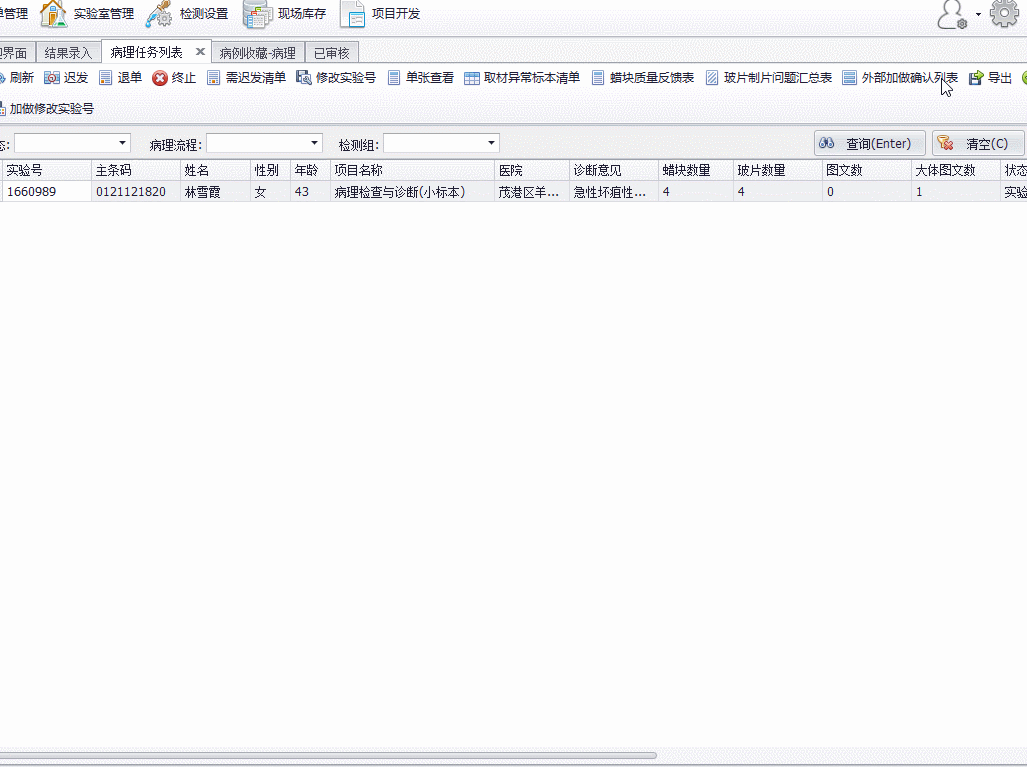 单管理 实验室管理 检测设置 现场库存 项目开发
界面 结果录入 病理任务列表 病例收藏-病理 已审核
刷新 迟发 退单 终止 需迟发清单 修改实验号 单张查看 取材异常标本清单 蜡块质量反馈表 玻片制片问题汇总表 外部加做确认列表 导出
加做修改实验号
态: 病理流程: 检测组: 查询(Enter) 清空(C)
实验号 主条码 姓名 性别 年龄 项目名称 医院 诊断意见 蜡块数量 玻片数量 图文数 大体图文数 状态
1660989 0121121820 林雪霞 女 43 病理检查与诊断(小标本) 茂港区羊... 急性坏疽性... 4 4 0 1 实验